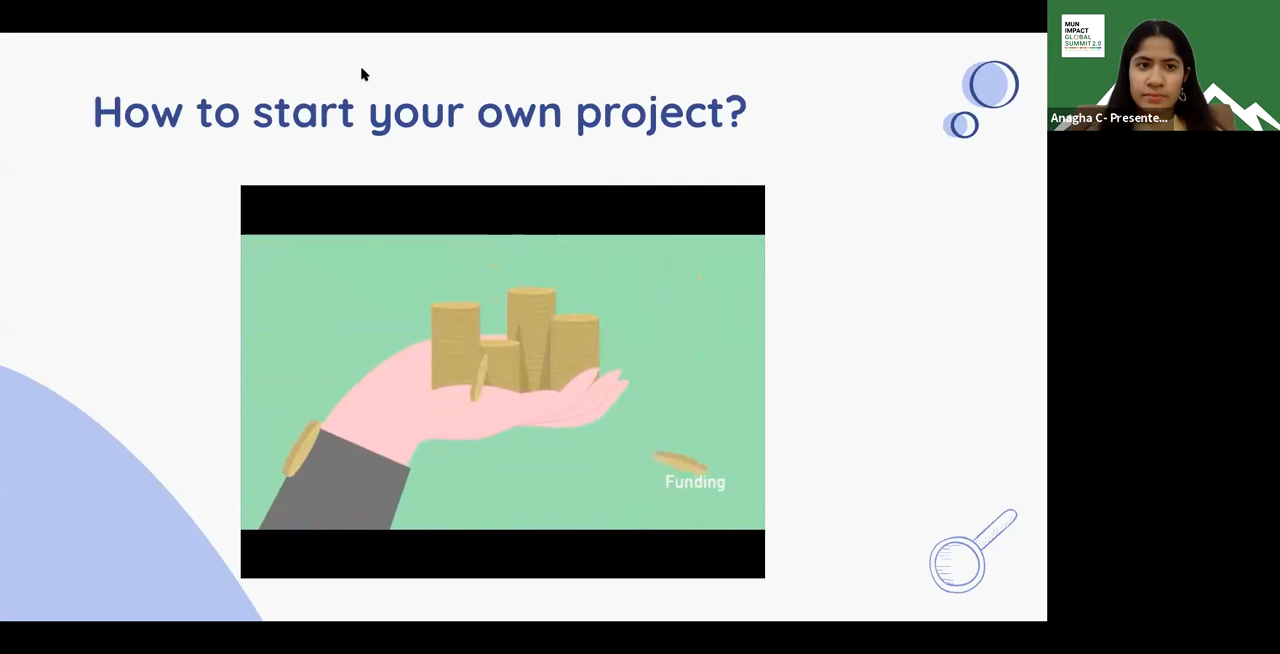 How to start your own project?
Funding
MUN
IMPACT
GLOBAL
SUMMIT 2.0
Anagha C- Presente...